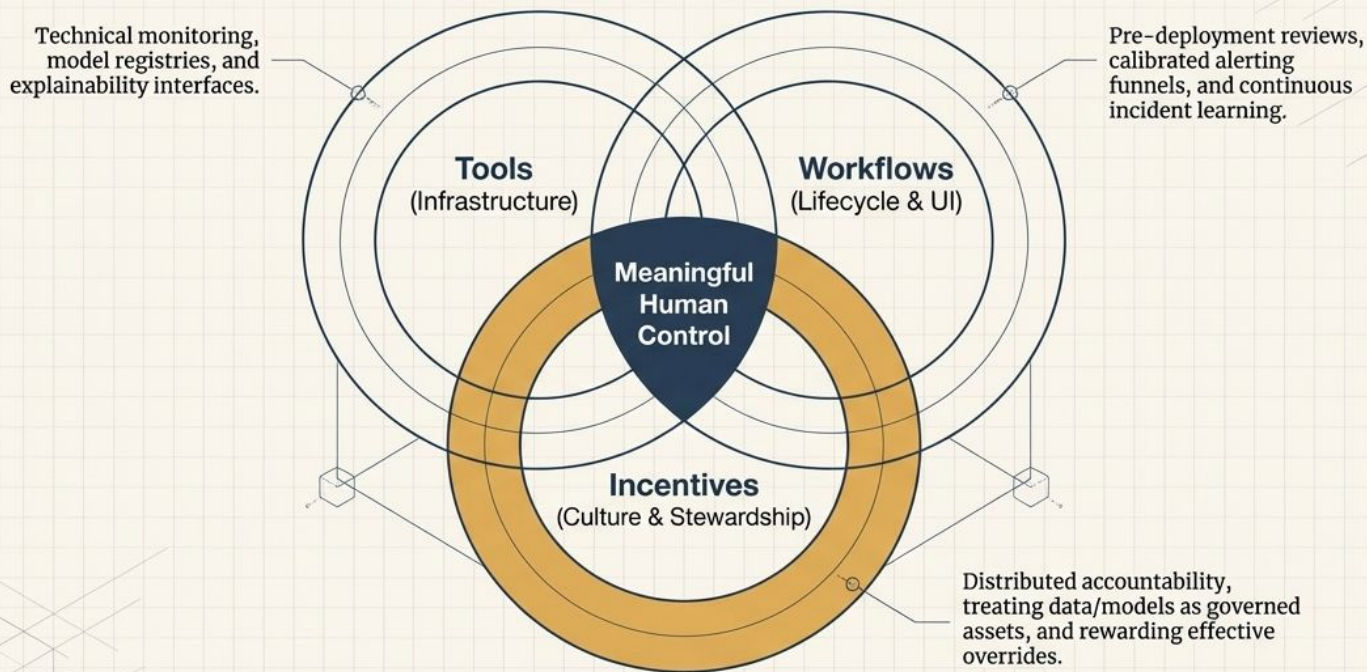 Technical monitoring,
model registries, and
explainability interfaces.
Pre-deployment reviews,
calibrated alerting
funnels, and continuous
incident learning.
Tools
(Infrastructure)
Workflows
(Lifecycle & UI)
Meaningful
Human
Control
Incentives
(Culture & Stewardship)
Distributed accountability,
treating data/models as governed
assets, and rewarding effective
overrides.